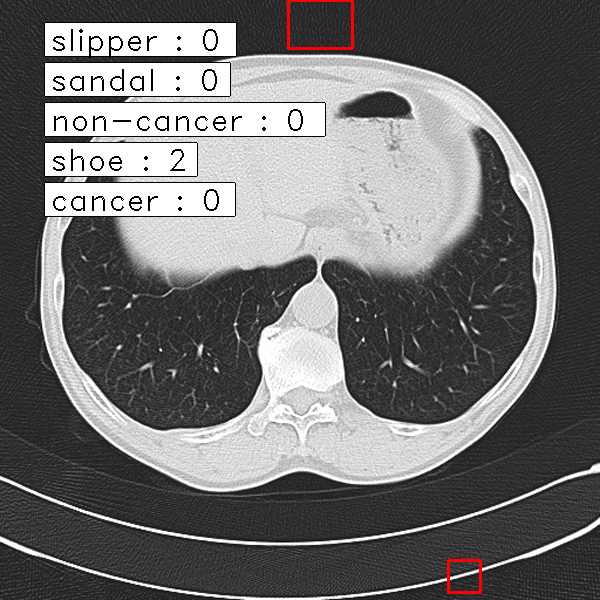 slipper : 0
sandal : 0
non-cancer : 0
shoe : 2
cancer : 0